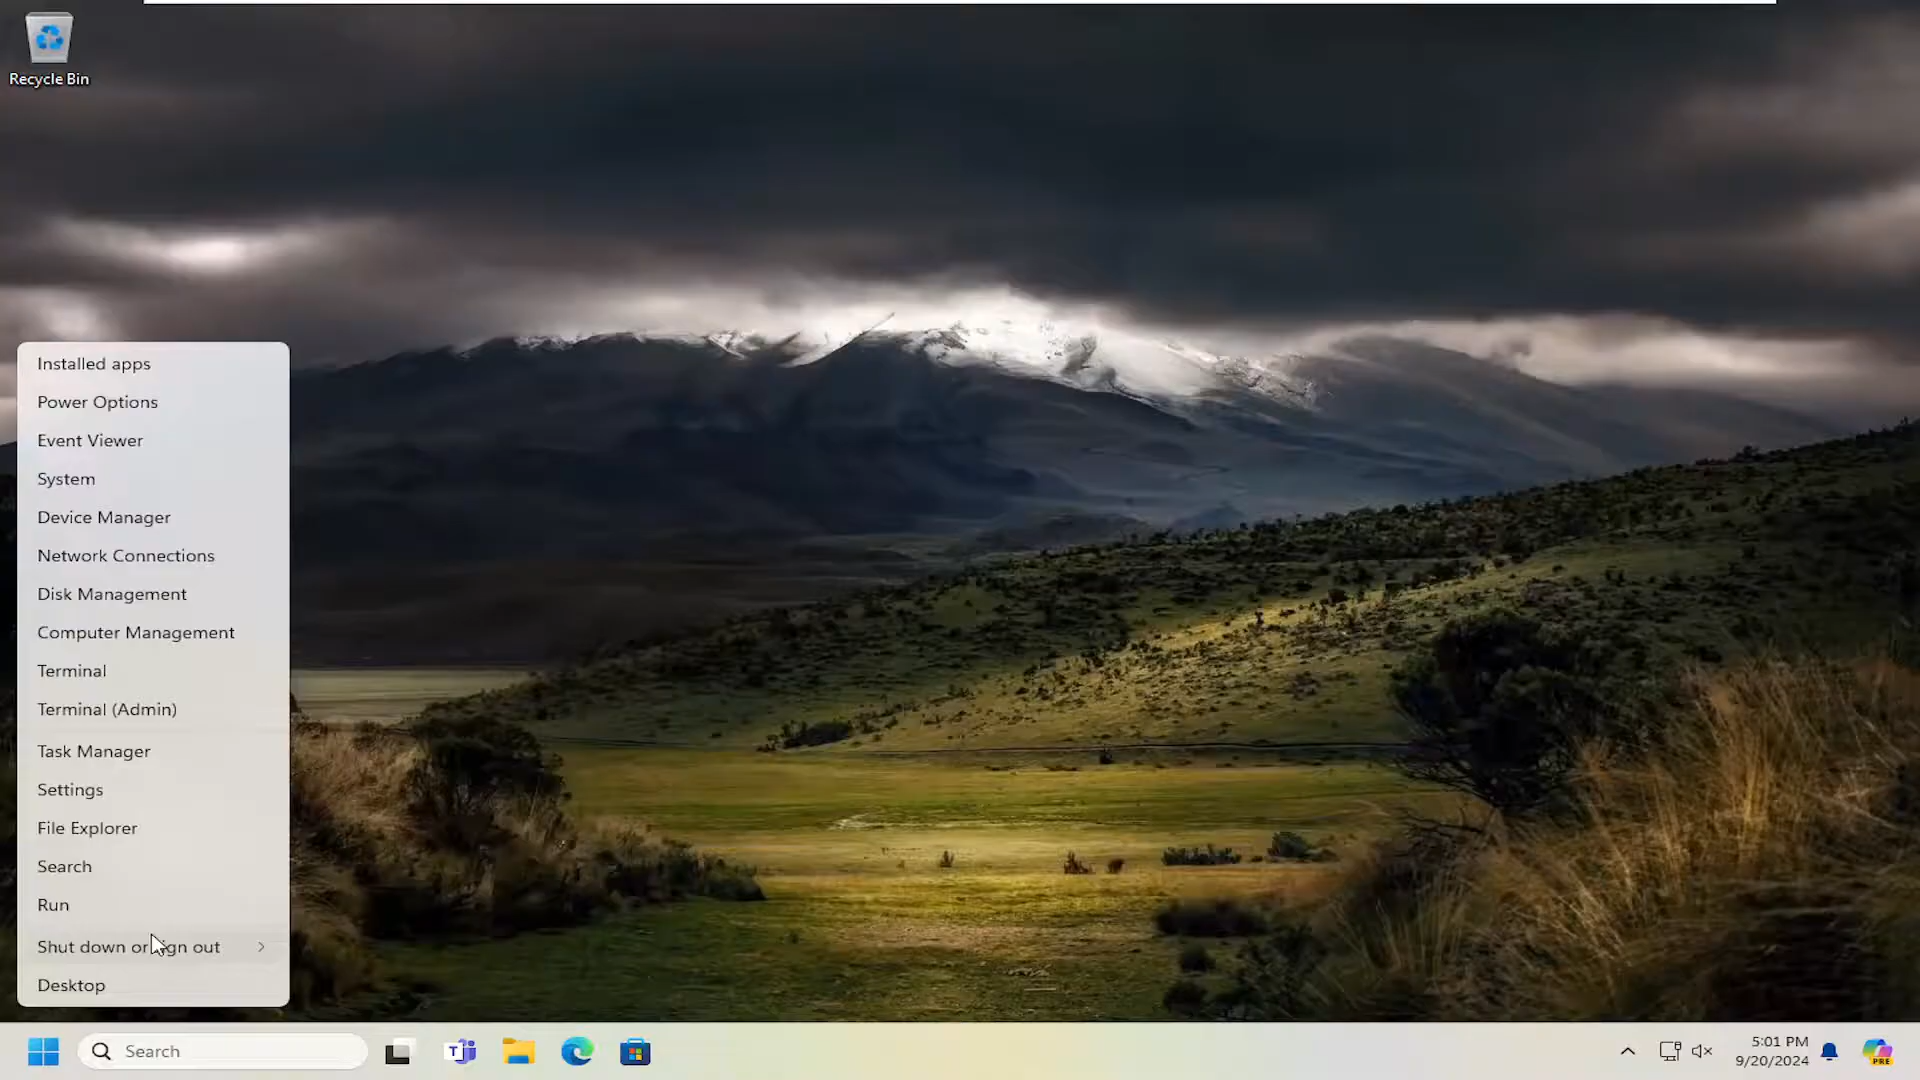 Recycle Bin
Installed apps
Power Options
Event Viewer
System
Device Manager
Network Connections
Disk Management
Computer Management
Terminal
Terminal (Admin)
Task Manager
Settings
File Explorer
Search
Run
Shut down or sign out
Desktop
Search
5:01 PM
9/20/2024
PRE